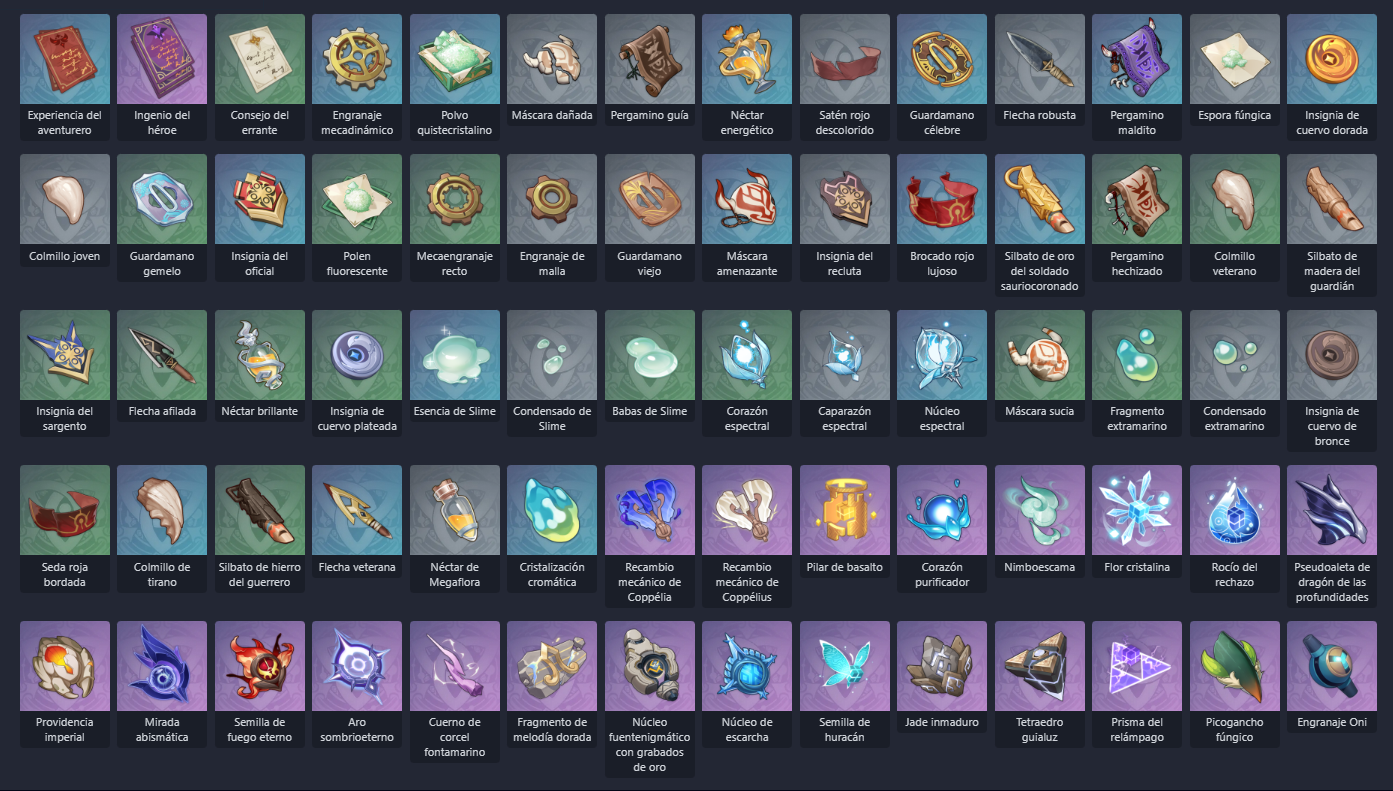 Experiencia del
aventurero
Ingenio del
héroe
Consejo del
errante
Engranaje
mecadinámico
Polvo
quistecristalino
Máscara dañada
Pergamino guía
Néctar
energético
Satén rojo
descolorido
Guardamano
célebre
Flecha robusta
Pergamino
maldito
Espora fúngica
Insignia de
cuervo dorada
Colmillo joven
Guardamano
gemelo
Insignia del
oficial
Polen
fluorescente
Mecaengranaje
recto
Engranaje de
malla
Guardamano
viejo
Máscara
amenazante
Insignia del
recluta
Brocado rojo
lujoso
Silbato de oro
del soldado
sauriocoronado
Pergamino
hechizado
Colmillo
veterano
Silbato de
madera del
guardián
Insignia del
sargento
Flecha afilada
Néctar brillante
Insignia de
cuervo plateada
Esencia de Slime
Condensado de
Slime
Babas de Slime
Corazón
espectral
Caparazón
espectral
Núcleo
espectral
Máscara sucia
Fragmento
extramarino
Condensado
extramarino
Insignia de
cuervo de
bronce
Seda roja
bordada
Colmillo de
tirano
Silbato de hierro
del guerrero
Flecha veterana
Néctar de
Megaflora
Cristalización
cromática
Recambio
mecánico de
Coppélia
Recambio
mecánico de
Coppélius
Pilar de basalto
Corazón
purificador
Nimboescama
Flor cristalina
Rocío del
rechazo
Pseudoaleta de
dragón de las
profundidades
Providencia
imperial
Mirada
abismática
Semilla de
fuego eterno
Aro
sombrioeterno
Cuerno de
corcel
fontamarino
Fragmento de
melodía dorada
Núcleo
fuentenigmático
con grabados
de oro
Núcleo de
escarcha
Semilla de
huracán
Jade inmaduro
Tetraedro
guialuz
Prisma del
relámpago
Picogancho
fúngico
Engranaje Oni